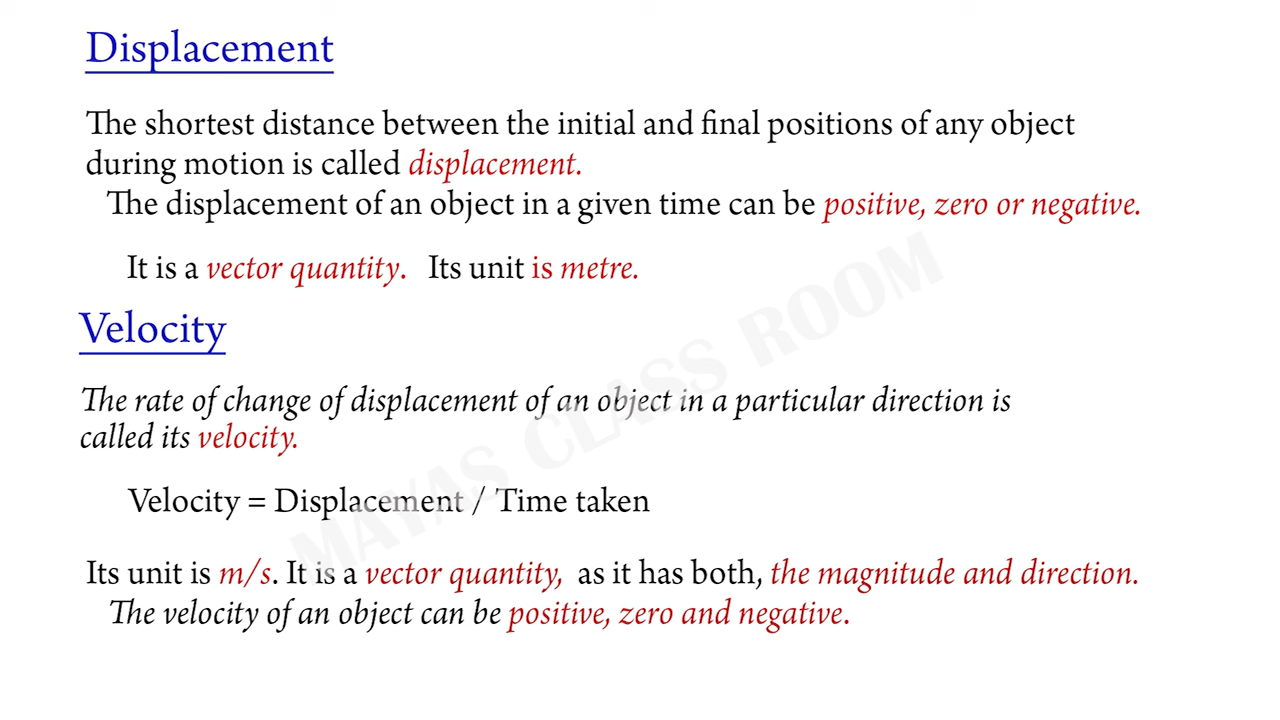 Displacement
The shortest distance between the initial and final positions of any object
during motion is called displacement.
The displacement of an object in a given time can be positive, zero or negative.
It is a vector quantity. Its unit is metre.
Velocity
The rate of change of displacement of an object in a particular direction is
called its velocity.
Velocity = Displacement / Time taken
Its unit is m/s. It is a vector quantity, as it has both, the magnitude and direction.
The velocity of an object can be positive, zero and negative.
MAYAS CLASS ROOM